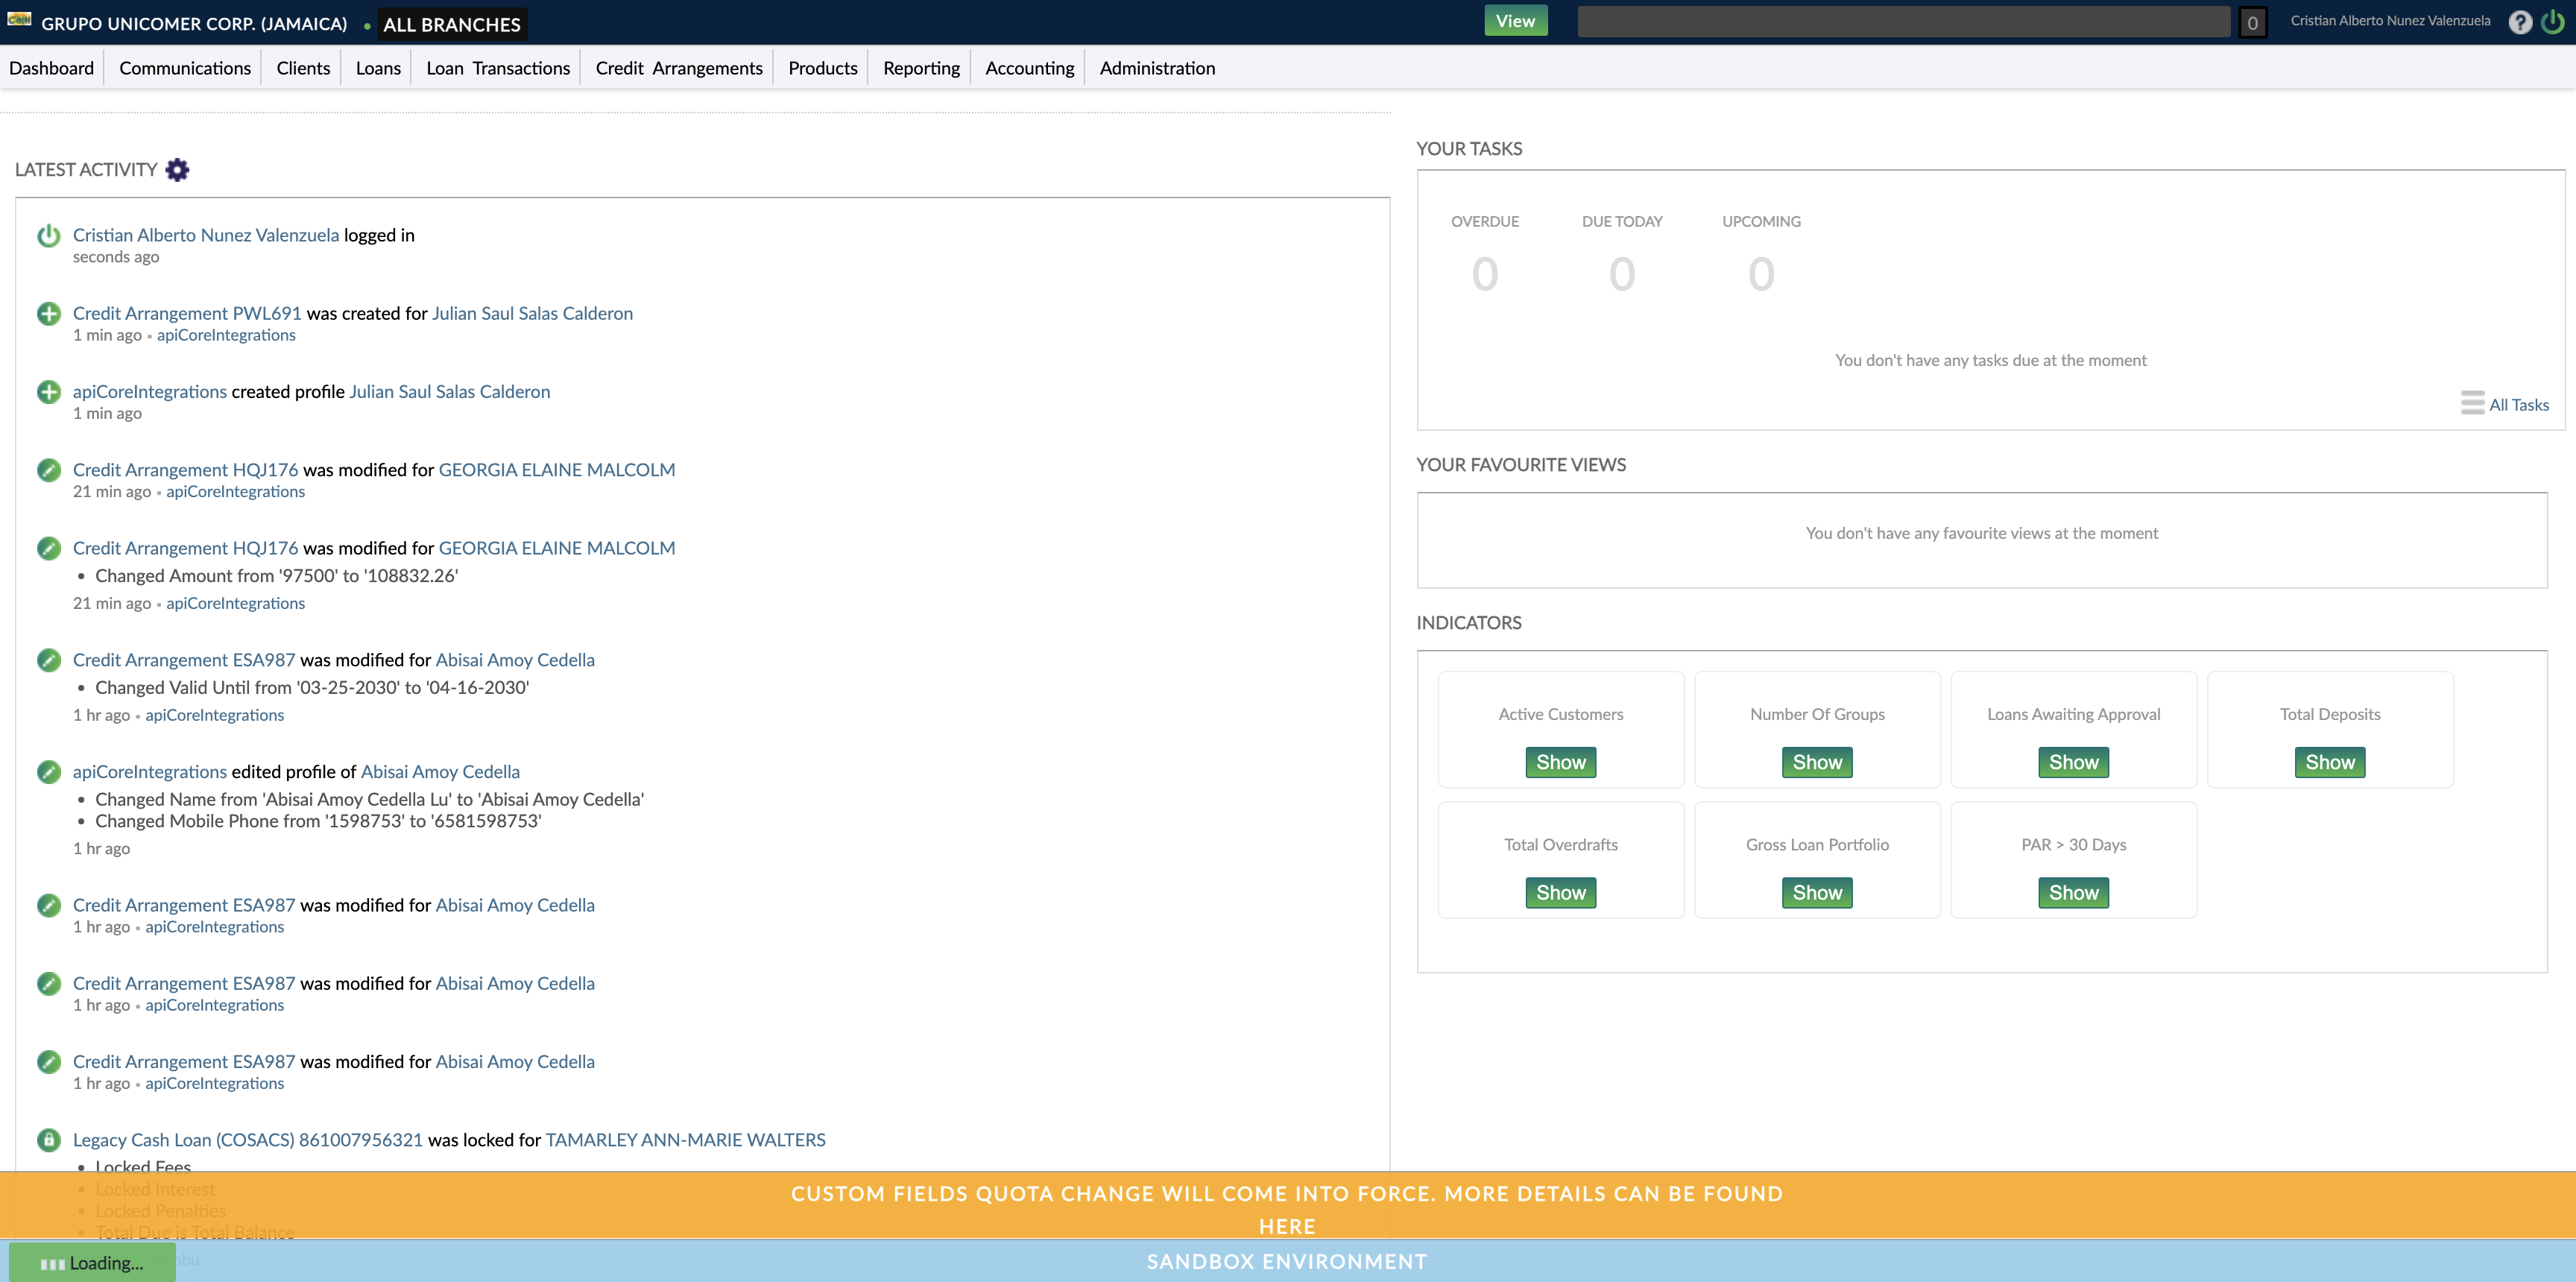 GRUPO UNICOMER CORP. (JAMAICA) • ALL BRANCHES
View
0
Cristian Alberto Nunez Valenzuela
Dashboard Communications Clients Loans Loan Transactions Credit Arrangements Products Reporting Accounting Administration
LATEST ACTIVITY
Cristian Alberto Nunez Valenzuela logged in
seconds ago
Credit Arrangement PWL691 was created for Julian Saul Salas Calderon
1 min ago • apiCoreIntegrations
apiCoreIntegrations created profile Julian Saul Salas Calderon
1 min ago
Credit Arrangement HQJ176 was modified for GEORGIA ELAINE MALCOLM
21 min ago • apiCoreIntegrations
Credit Arrangement HQJ176 was modified for GEORGIA ELAINE MALCOLM
• Changed Amount from '97500' to '108832.26'
21 min ago • apiCoreIntegrations
Credit Arrangement ESA987 was modified for Abisai Amoy Cedella
• Changed Valid Until from '03-25-2030' to '04-16-2030'
1 hr ago • apiCoreIntegrations
apiCoreIntegrations edited profile of Abisai Amoy Cedella
• Changed Name from 'Abisai Amoy Cedella Lu' to 'Abisai Amoy Cedella'
• Changed Mobile Phone from '1598753' to '6581598753'
1 hr ago
Credit Arrangement ESA987 was modified for Abisai Amoy Cedella
1 hr ago • apiCoreIntegrations
Credit Arrangement ESA987 was modified for Abisai Amoy Cedella
1 hr ago • apiCoreIntegrations
Credit Arrangement ESA987 was modified for Abisai Amoy Cedella
1 hr ago • apiCoreIntegrations
Legacy Cash Loan (COSACS) 861007956321 was locked for TAMARLEY ANN-MARIE WALTERS
• Locked Fees
• Locked Interest
• Locked Penalties
• Total Due is Total Balance
YOUR TASKS
OVERDUE DUE TODAY UPCOMING
0 0 0
You don't have any tasks due at the moment
All Tasks
YOUR FAVOURITE VIEWS
You don't have any favourite views at the moment
INDICATORS
Active Customers Number Of Groups Loans Awaiting Approval Total Deposits
Show Show Show Show
Total Overdrafts Gross Loan Portfolio PAR > 30 Days
Show Show Show
CUSTOM FIELDS QUOTA CHANGE WILL COME INTO FORCE. MORE DETAILS CAN BE FOUND
HERE
Loading...
SANDBOX ENVIRONMENT